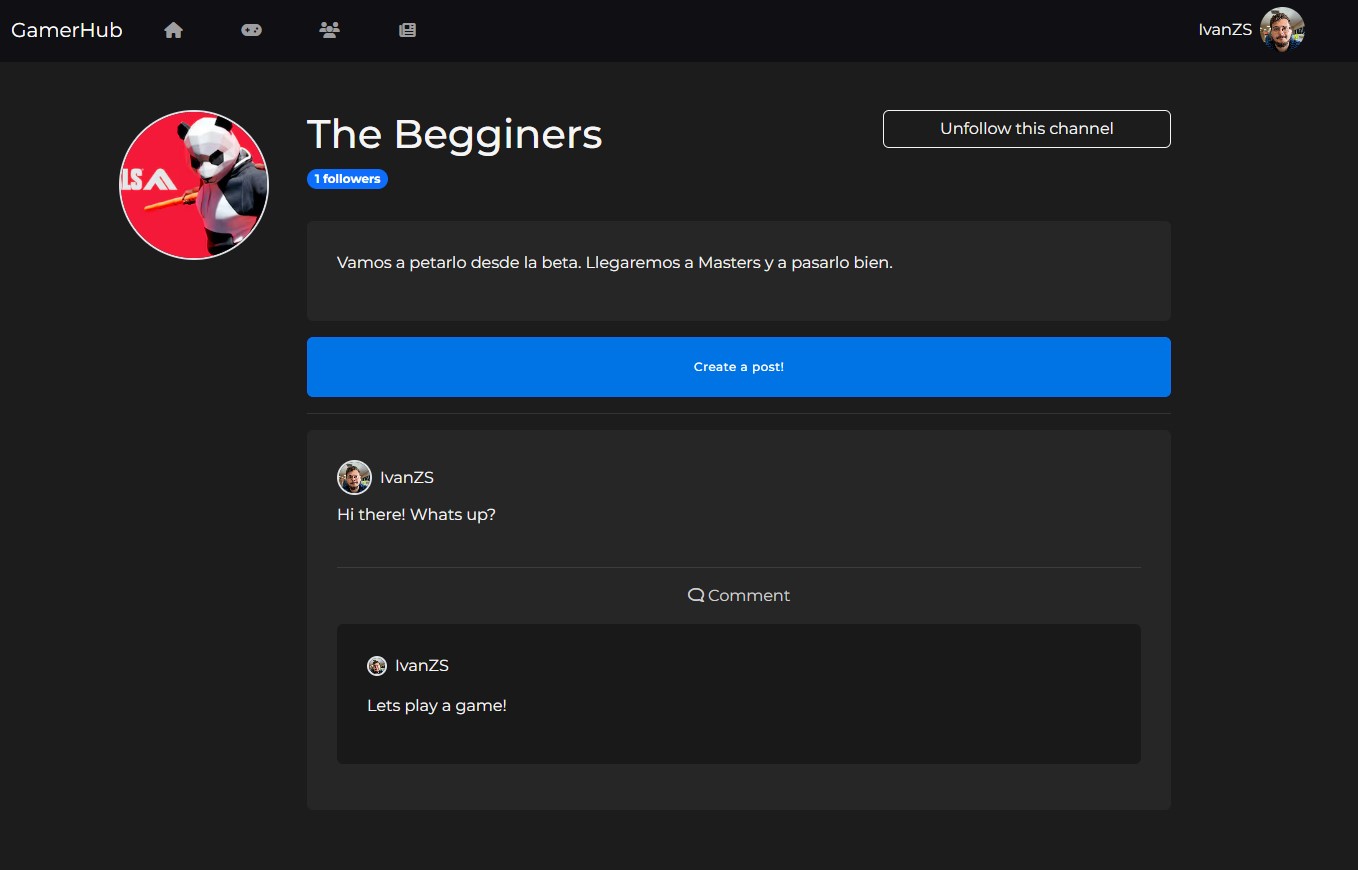 GamerHub
IvanZS
LS
The Begginers
Unfollow this channel
1 followers
Vamos a petarlo desde la beta. Llegaremos a Masters y a pasarlo bien.
Create a post!
IvanZS
Hi there! Whats up?
Comment
IvanZS
Lets play a game!